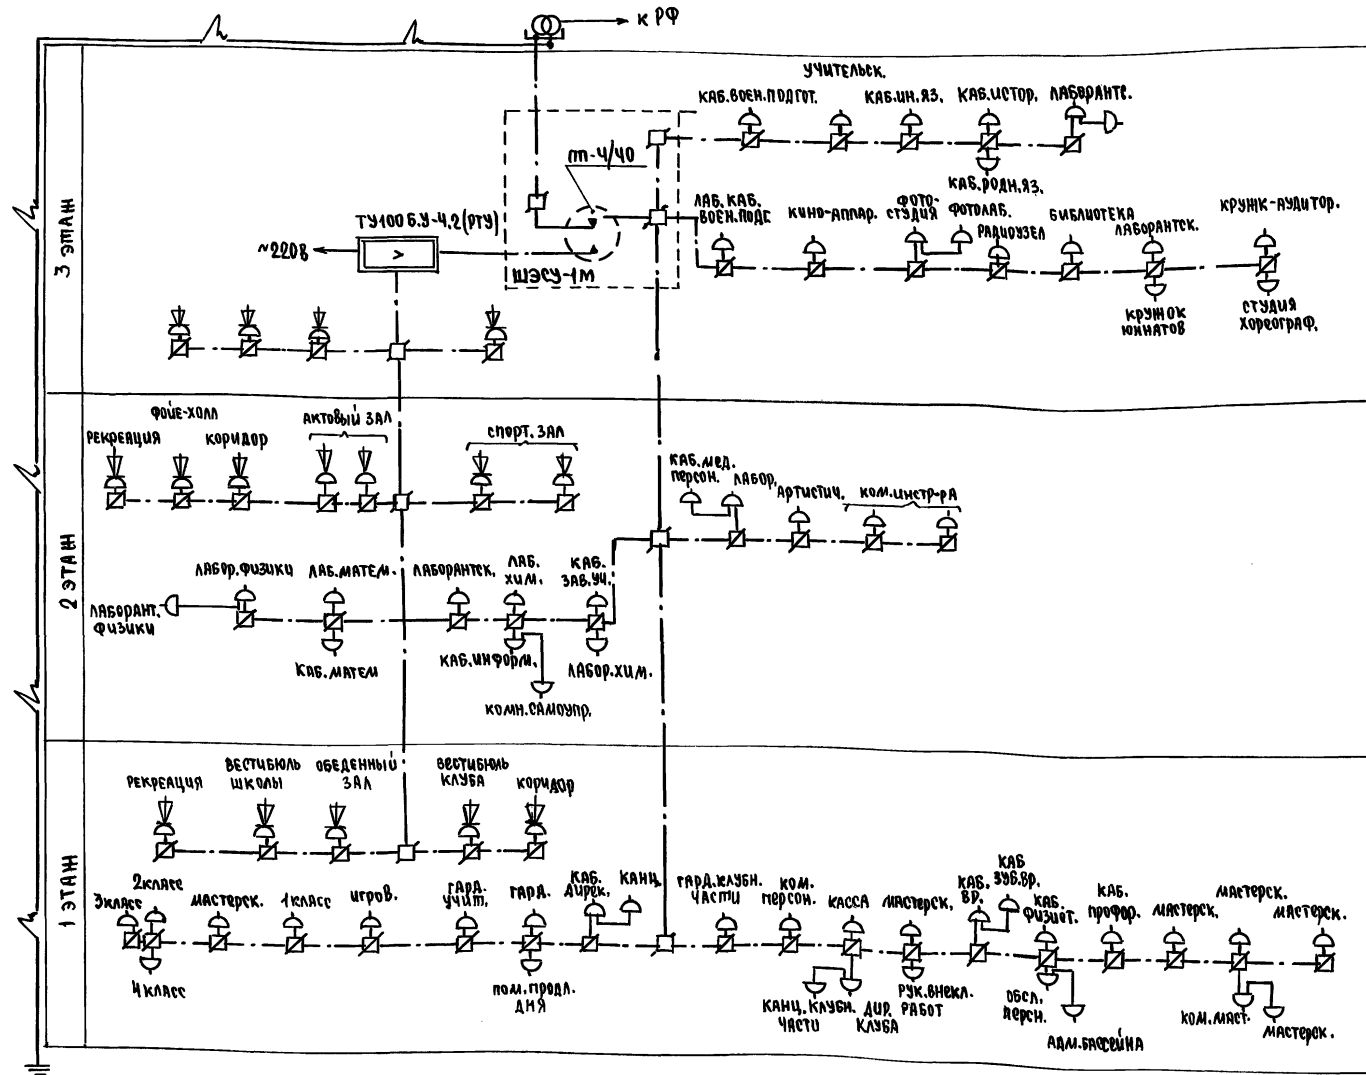 К РФ
УЧИТЕЛЬСК.
КАБ.ВОЕН.ПОДГОТ.
КАБ.ИН.ЯЗ.
КАБ.ИСТОР.
ЛАБОРАНТС.
ПП-4/40
КАБ.РОДН.ЯЗ.
3 ЭТАЖ
ТУ100 Б.У-4.2(РТУ)
~220В
>
ШЭСУ-1М
ЛАБ. КАБ.
ВОЕН.ПОДГ
КИНО-АППАР.
ФОТО-
СТУДИЯ
ФОТОЛАБ.
РАДИОУЗЕЛ
БИБЛИОТЕКА
ЛАБОРАНТСК.
КРУЖК-АУДИТОР.
КРУЖОК
ЮННАТОВ
СТУДИЯ
ХОРЕОГРАФ.
2 ЭТАЖ
ФОЙЕ-ХОЛЛ
РЕКРЕАЦИЯ
КОРИДОР
АКТОВЫЙ ЗАЛ
СПОРТ. ЗАЛ
КАБ.МЕД.
ПЕРСОН.
ЛАБОР.
АРТИСТИЧ.
КОМ.ИНСТР-РА
ЛАБОР.ФИЗИКИ
ЛАБ.МАТЕМ.
ЛАБОРАНТСК.
ЛАБ.
ХИМ.
КАБ.
ЗАВ.УЧ.
ЛАБОРАНТ.
ФИЗИКИ
КАБ.МАТЕМ
КАБ.ИНФОРМ.
ЛАБОР.ХИМ.
КОМН.САМОУПР.
1 ЭТАЖ
РЕКРЕАЦИЯ
ВЕСТИБЮЛЬ
ШКОЛЫ
ОБЕДЕННЫЙ
ЗАЛ
ВЕСТИБЮЛЬ
КЛУБА
КОРИДОР
3КЛАСС
2КЛАСС
МАСТЕРСК.
1КЛАСС
ИГРОВ.
ГАРД.
УЧИТ.
ГАРД.
КАБ.
ДИРЕК.
КАНЦ.
ГАРД.КЛУБН.
ЧАСТИ
КОМ.
ПЕРСОН.
КАССА
МАСТЕРСК.
КАБ.
ВР.
КАБ
ЗУБ.ВР.
КАБ.
ФИЗИОТ.
КАБ.
ПРОФОР.
МАСТЕРСК.
МАСТЕРСК.
МАСТЕРСК.
4КЛАСС
ПОМ.ПРОДЛ.
ДНЯ
КАНЦ.КЛУБН.
ЧАСТИ
ДИР.
КЛУБА
РУК.ВНЕКЛ.
РАБОТ
ОБСЛ.
ПЕРСН.
АДМ.БАССЕЙНА
КОМ.МАСТ.
МАСТЕРСК.